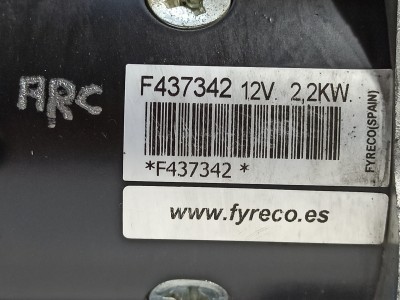 ARC
F437342 12V. 2,2KW.
FYRECO(SPAIN)
*F437342 *
www.fyreco.es